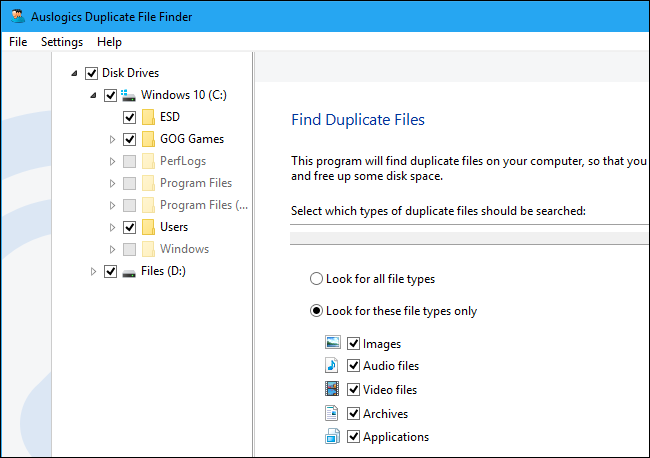 Auslogics Duplicate File Finder
File Settings Help
Disk Drives
Windows 10 (C:)
ESD
GOG Games
PerfLogs
Program Files
Program Files (...
Users
Windows
Files (D:)
Find Duplicate Files
This program will find duplicate files on your computer, so that you
and free up some disk space.
Select which types of duplicate files should be searched:
Look for all file types
Look for these file types only
Images
Audio files
Video files
Archives
Applications